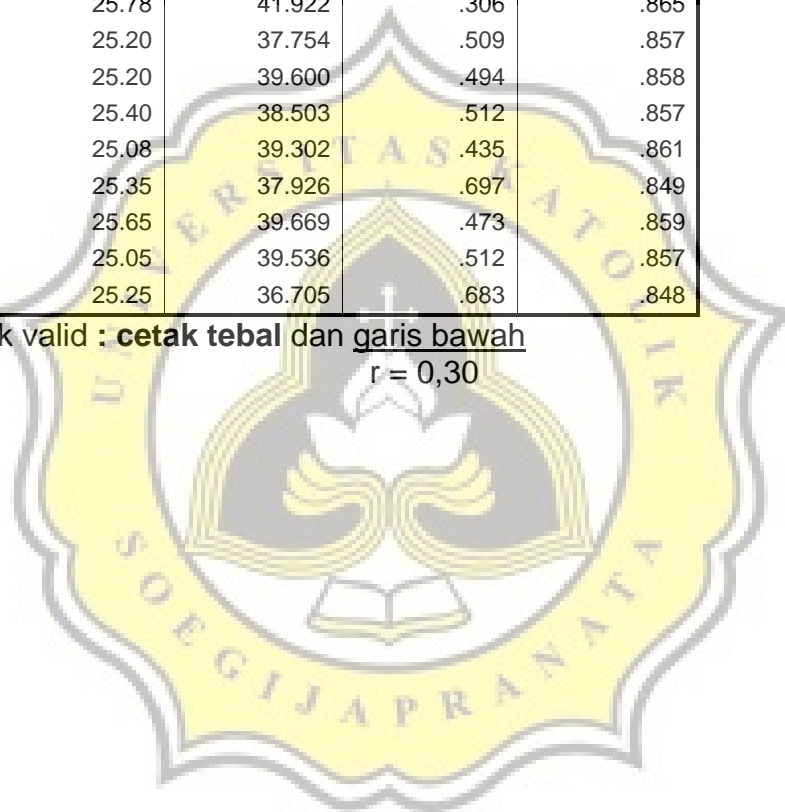 25.78 41.922 .306 .865
25.20 37.754 .509 .857
25.20 39.600 .494 .858
25.40 38.503 .512 .857
25.08 39.302 .435 .861
25.35 37.926 .697 .849
25.65 39.669 .473 .859
25.05 39.536 .512 .857
25.25 36.705 .683 .848
k valid : cetak tebal dan garis bawah
r = 0,30
UNIVERSITAS KATOLIK
SOEGIJAPRANATA